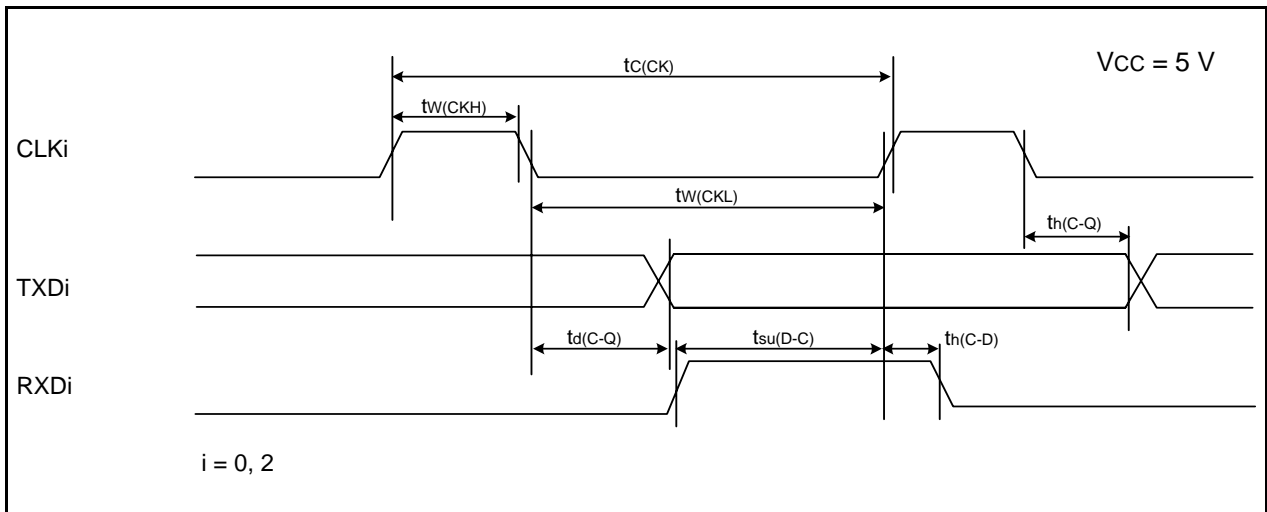 VCC = 5 V
tC(CK)
tW(CKH)
CLKi
tW(CKL)
th(C-Q)
TXDi
td(C-Q)
tsu(D-C)
th(C-D)
RXDi
i = 0, 2